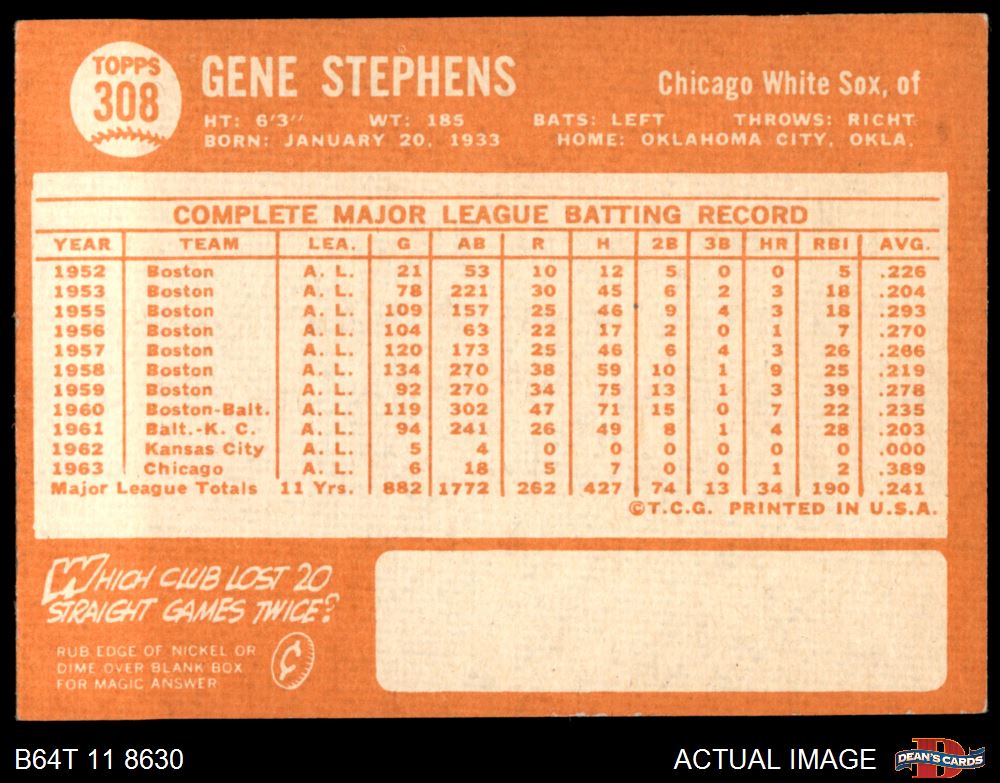 TOPPS
308
GENE STEPHENS
Chicago White Sox, of
HT: 6'3" WT: 185 BATS: LEFT THROWS: RIGHT
BORN: JANUARY 20, 1933 HOME: OKLAHOMA CITY, OKLA.
COMPLETE MAJOR LEAGUE BATTING RECORD
YEAR TEAM LEA. G AB R H 2B 3B HR RBI AVG.
1952 Boston A. L. 21 53 10 12 5 0 0 5 .226
1953 Boston A. L. 78 221 30 45 6 2 3 18 .204
1955 Boston A. L. 109 157 25 46 9 4 3 18 .293
1956 Boston A. L. 104 63 22 17 2 0 1 7 .270
1957 Boston A. L. 120 173 25 46 6 4 3 26 .266
1958 Boston A. L. 134 270 38 59 10 1 9 25 .219
1959 Boston A. L. 92 270 34 75 13 1 3 39 .278
1960 Boston-Balt. A. L. 119 302 47 71 15 0 7 22 .235
1961 Balt.-K. C. A. L. 94 241 26 49 8 1 4 28 .203
1962 Kansas City A. L. 5 4 0 0 0 0 0 0 .000
1963 Chicago A. L. 6 18 5 7 0 0 1 2 .389
Major League Totals 11 Yrs. 882 1772 262 427 74 13 34 190 .241
©T.C.G. PRINTED IN U.S.A.
WHICH CLUB LOST 20
STRAIGHT GAMES TWICE?
RUB EDGE OF NICKEL OR
DIME OVER BLANK BOX
FOR MAGIC ANSWER
¢
B64T 11 8630
ACTUAL IMAGE
D
DEAN'S CARDS